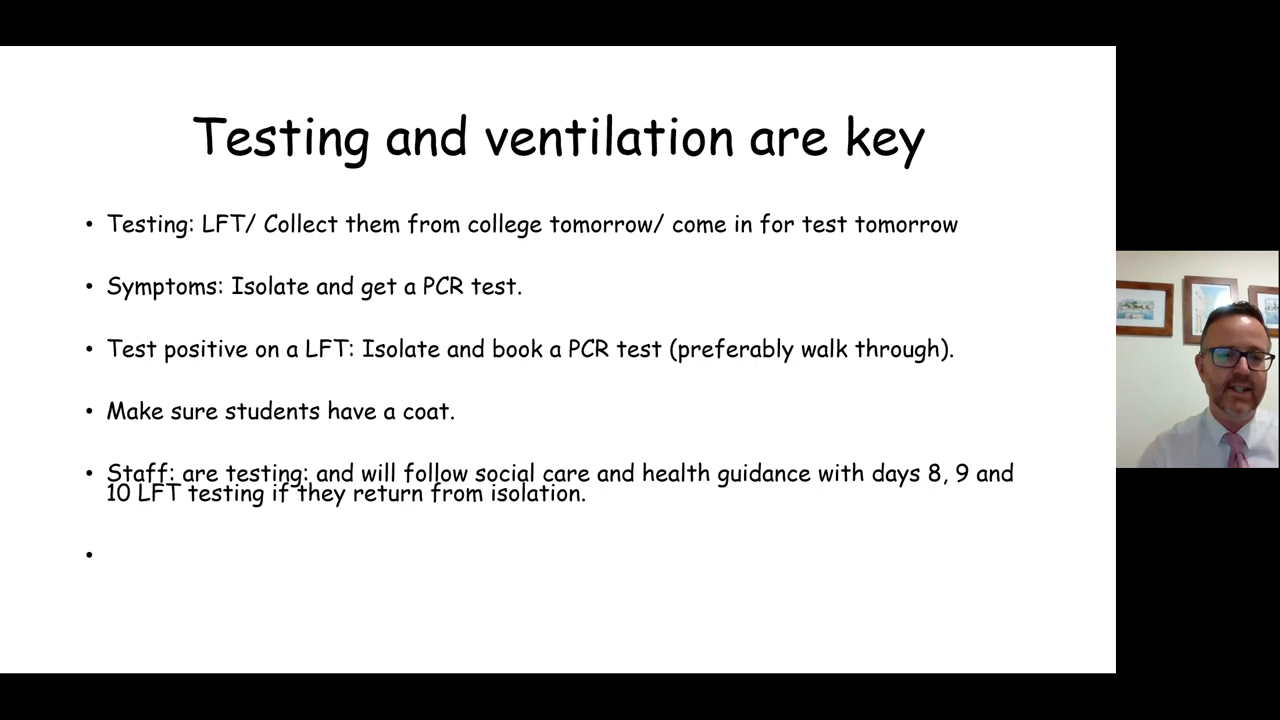 Testing and ventilation are key
• Testing: LFT/ Collect them from college tomorrow/ come in for test tomorrow
• Symptoms: Isolate and get a PCR test.
• Test positive on a LFT: Isolate and book a PCR test (preferably walk through).
• Make sure students have a coat.
• Staff: are testing: and will follow social care and health guidance with days 8, 9 and
10 LFT testing if they return from isolation.
•